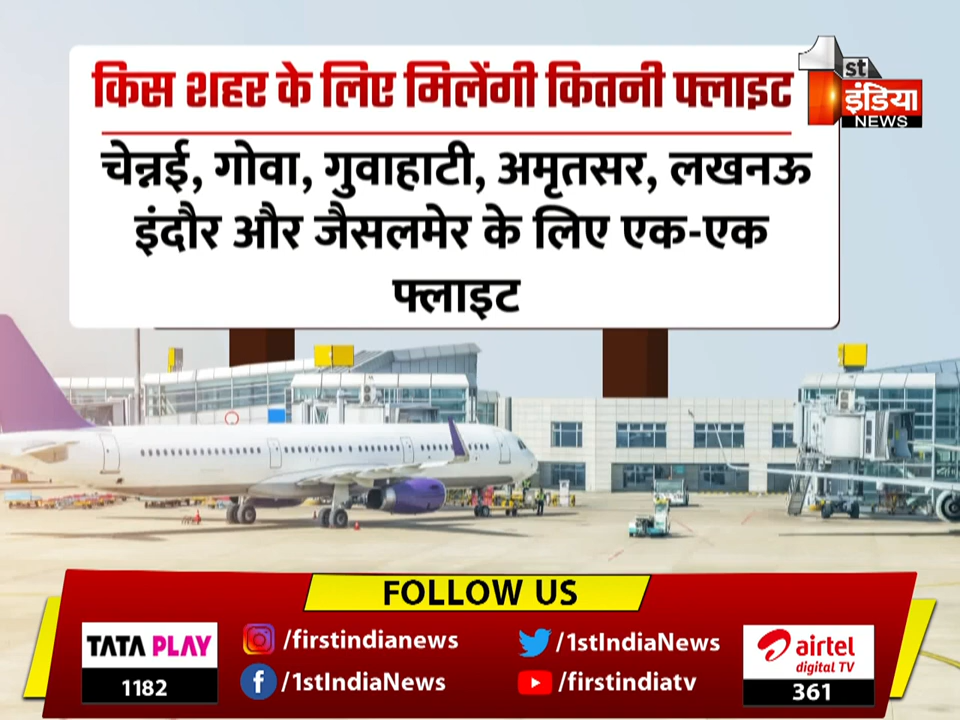 किस शहर के लिए मिलेंगी कितनी फ्लाइट
1st
इंडिया
NEWS
चेन्नई, गोवा, गुवाहाटी, अमृतसर, लखनऊ
इंदौर और जैसलमेर के लिए एक-एक
फ्लाइट
FOLLOW US
TATA PLAY
1182
/firstindianews
/1stIndiaNews
/1stIndiaNews
/firstindiatv
airtel
digital TV
361